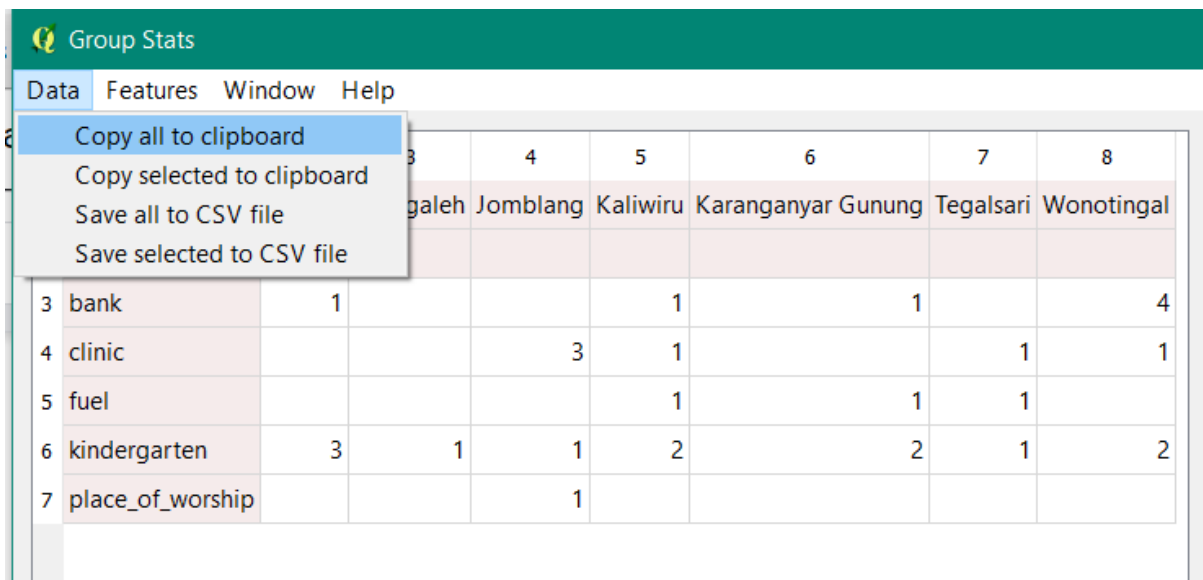 Group Stats
Data Features Window Help
Copy all to clipboard
Copy selected to clipboard
Save all to CSV file
Save selected to CSV file
3 4 5 6 7 8
galeh Jomblang Kaliwiru Karanganyar Gunung Tegalsari Wonotingal
3 bank 1 1 1 4
4 clinic 3 1 1 1
5 fuel 1 1 1
6 kindergarten 3 1 1 2 2 1 2
7 place_of_worship 1